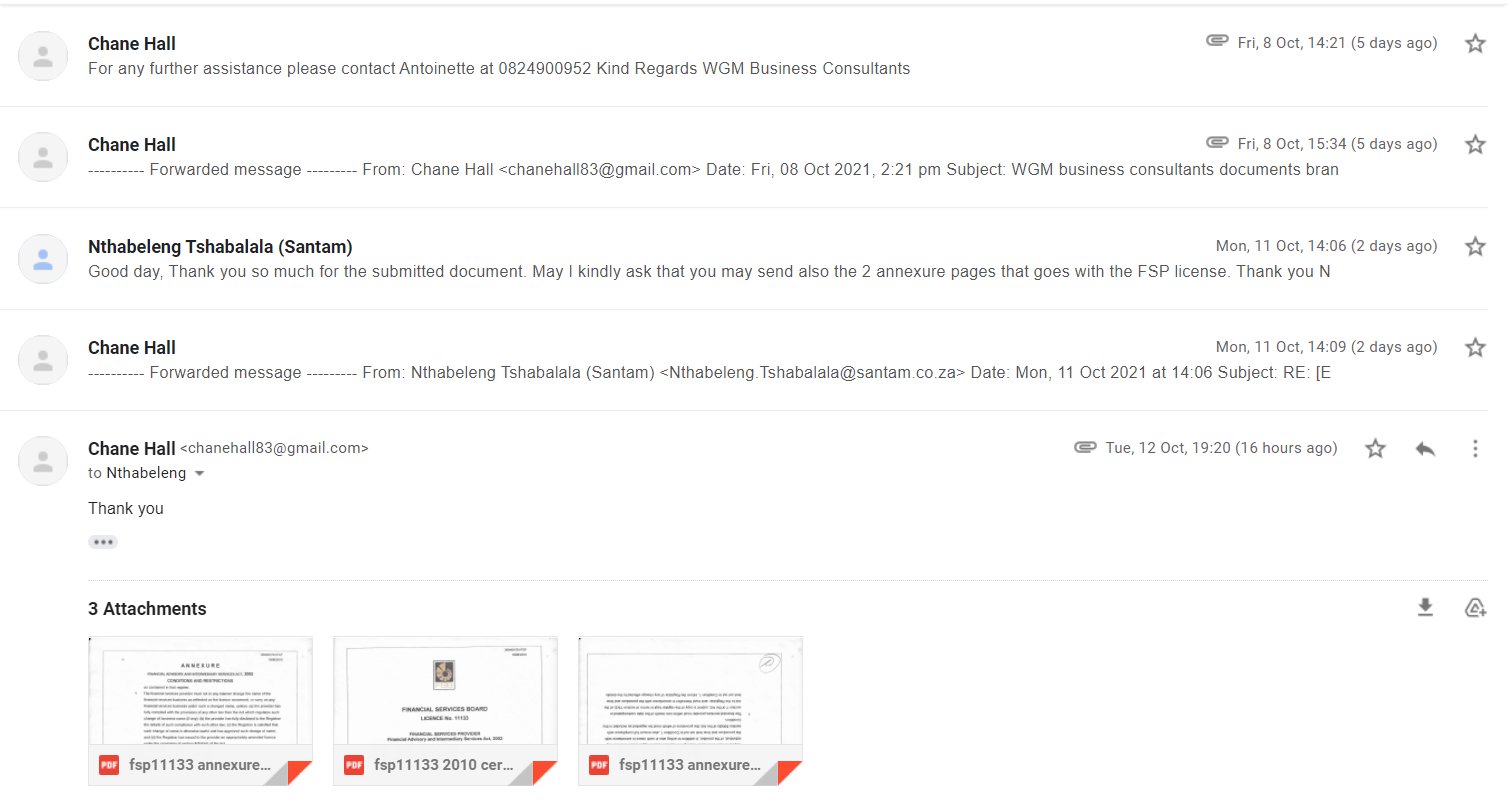 Chane Hall
Fri, 8 Oct, 14:21 (5 days ago)
For any further assistance please contact Antoinette at 0824900952 Kind Regards WGM Business Consultants
Chane Hall
Fri, 8 Oct, 15:34 (5 days ago)
---------- Forwarded message --------- From: Chane Hall <chanehall83@gmail.com> Date: Fri, 08 Oct 2021, 2:21 pm Subject: WGM business consultants documents bran
Nthabeleng Tshabalala (Santam)
Mon, 11 Oct, 14:06 (2 days ago)
Good day, Thank you so much for the submitted document. May I kindly ask that you may send also the 2 annexure pages that goes with the FSP license. Thank you N
Chane Hall
Mon, 11 Oct, 14:09 (2 days ago)
---------- Forwarded message --------- From: Nthabeleng Tshabalala (Santam) <Nthabeleng.Tshabalala@santam.co.za> Date: Mon, 11 Oct 2021 at 14:06 Subject: RE: [E
Chane Hall <chanehall83@gmail.com>
Tue, 12 Oct, 19:20 (16 hours ago)
to Nthabeleng
Thank you
3 Attachments
ANNEXURE
FINANCIAL ADVISORY AND INTERMEDIARY SERVICES ACT, 2002
CONDITIONS AND RESTRICTIONS
PDF fsp11133 annexure...
FINANCIAL SERVICES BOARD
LICENCE No. 11133
FINANCIAL SERVICES PROVIDER
Financial Advisory and Intermediary Services Act, 2002
PDF fsp11133 2010 cer...
PDF fsp11133 annexure...